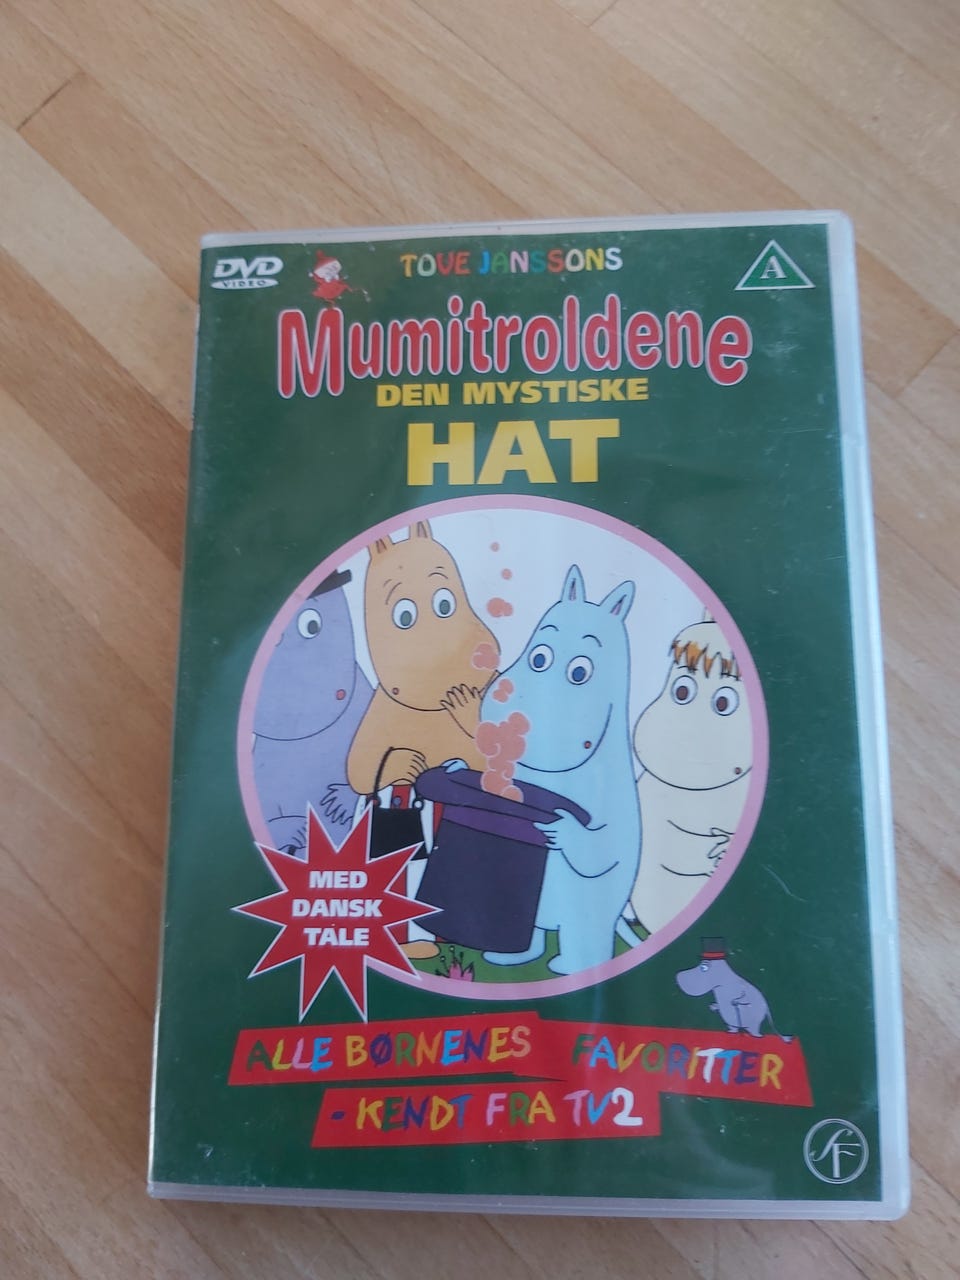 DVD
VIDEO
TOVE JANSSONS
A
Mumitroldene
DEN MYSTISKE
HAT
MED
DANSK
TALE
ALLE BØRNENES FAVORITTER
- KENDT FRA TV2
SF